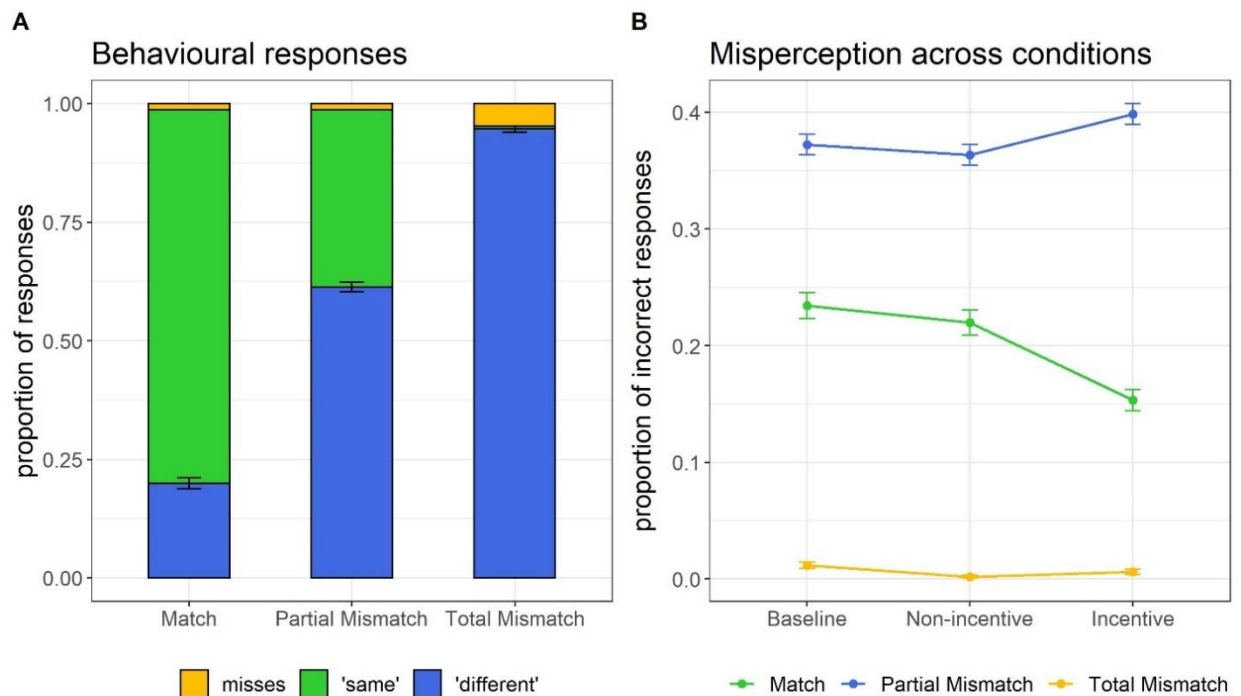 A
Behavioural responses
proportion of responses
1.00
0.75
0.50
0.25
0.00
Match Partial Mismatch Total Mismatch
misses 'same' 'different'
B
Misperception across conditions
proportion of incorrect responses
0.4
0.3
0.2
0.1
0.0
Baseline Non-incentive Incentive
Match Partial Mismatch Total Mismatch